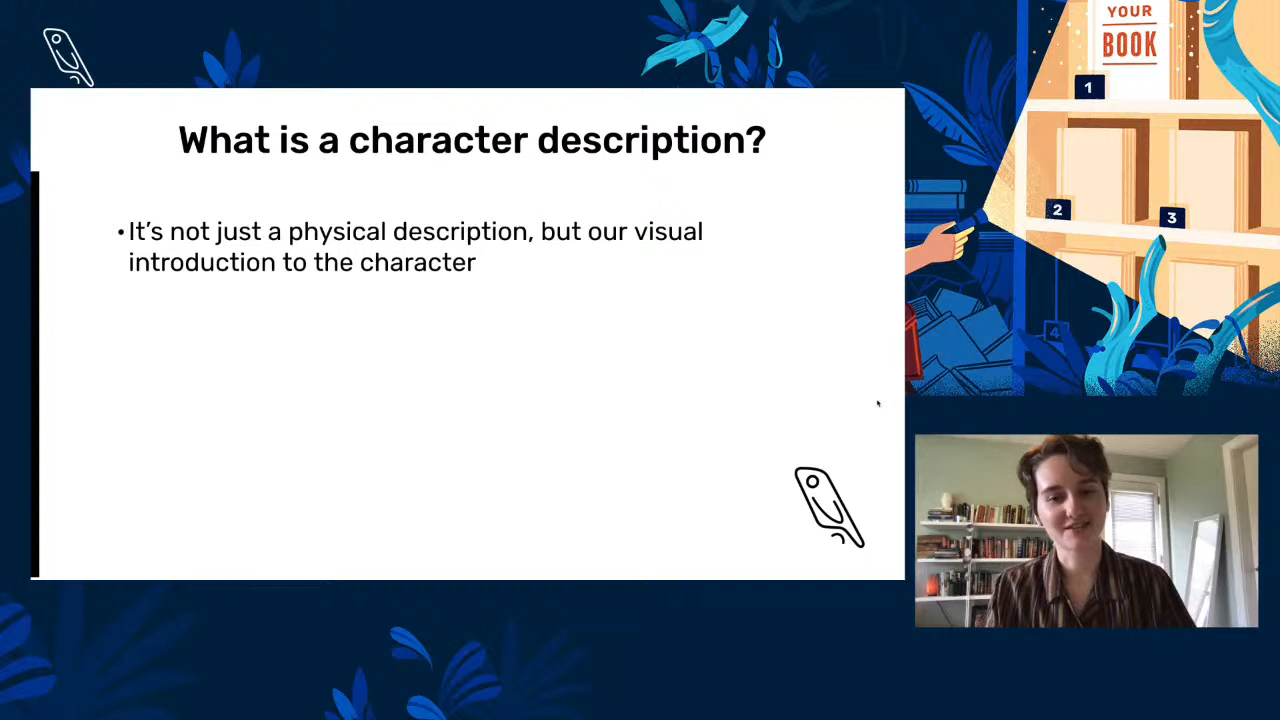 YOUR
BOOK
1
2
3
4
What is a character description?
•It’s not just a physical description, but our visual
introduction to the character